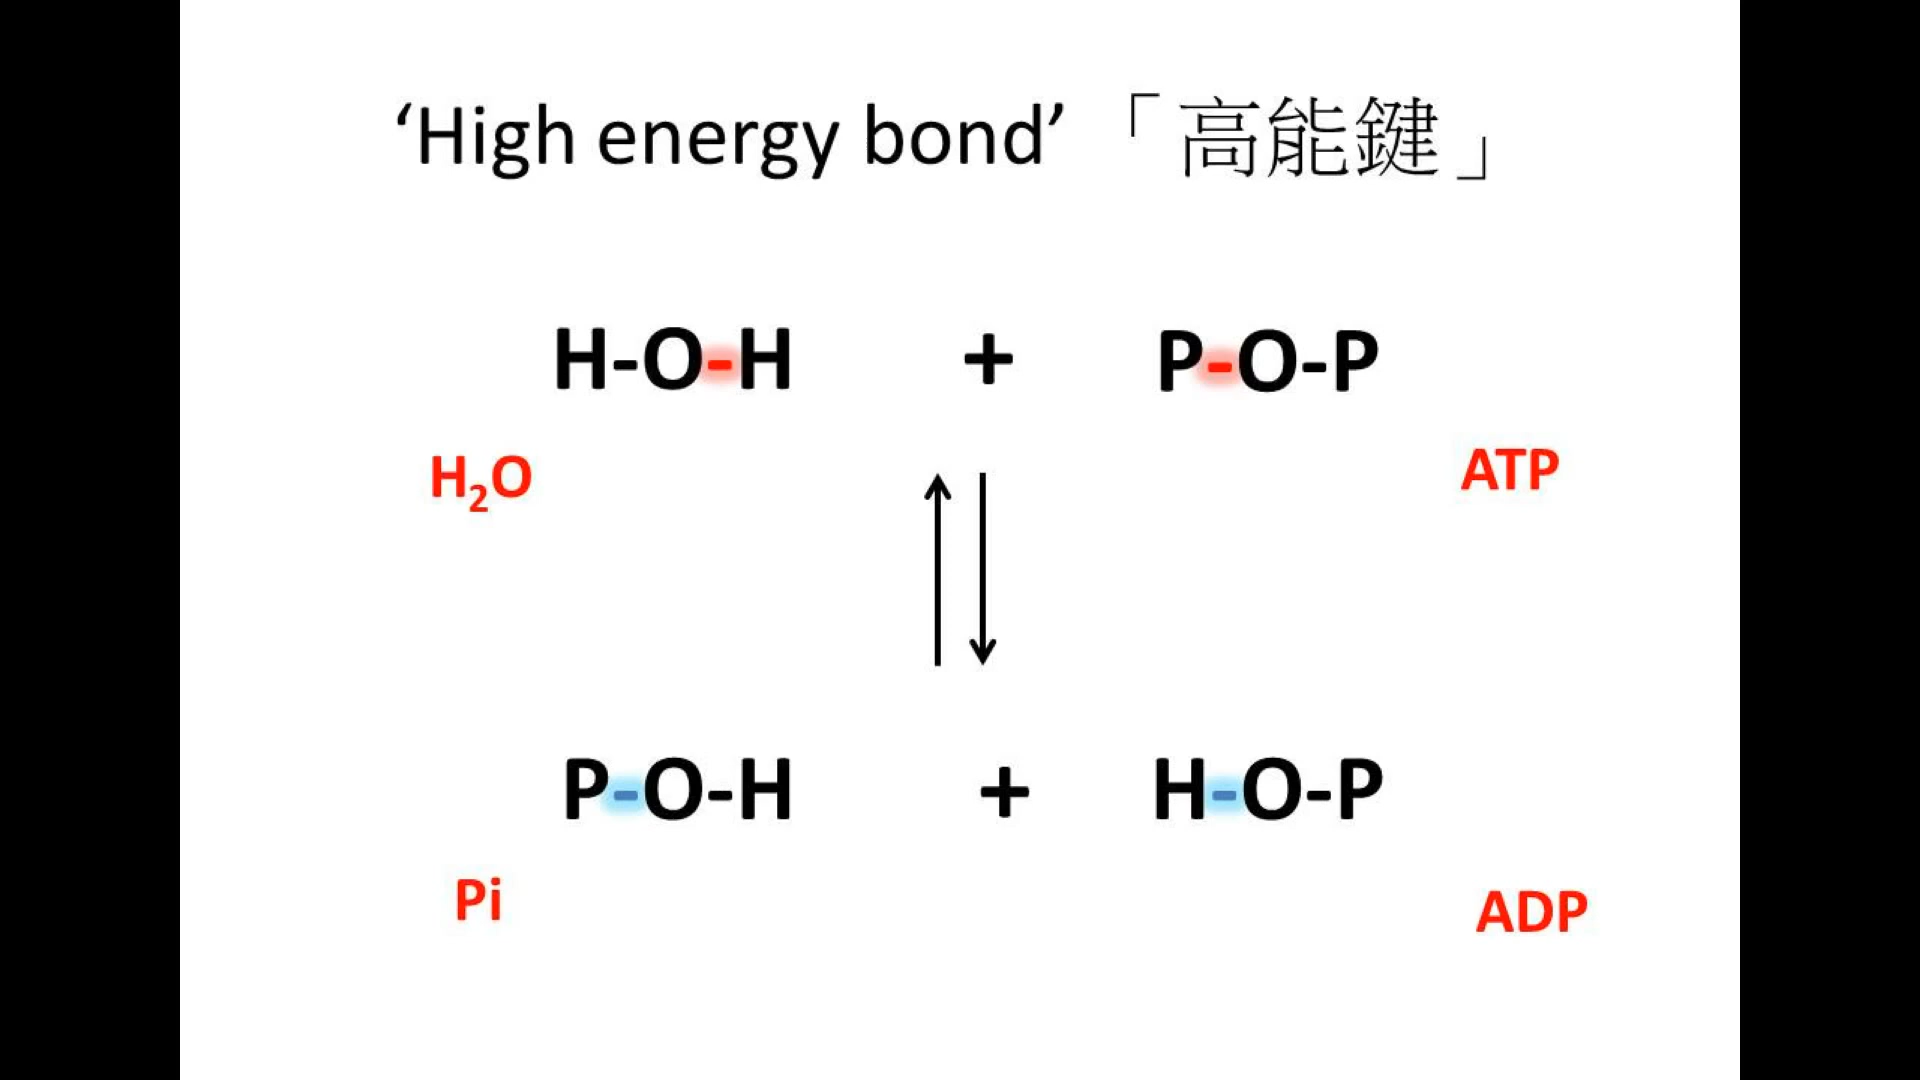 ‘High energy bond’「高能鍵」
H-O-H + P-O-P
H₂O ATP
P-O-H + H-O-P
Pi ADP